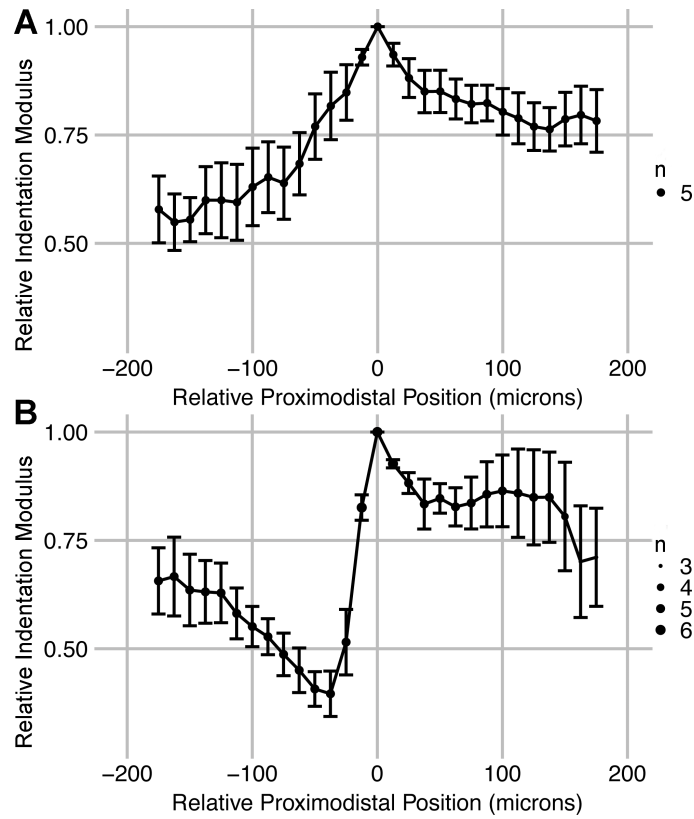 A
Relative Indentation Modulus
1.00
0.75
0.50
−200 −100 0 100 200
Relative Proximodistal Position (microns)
n
5
B
Relative Indentation Modulus
1.00
0.75
0.50
−200 −100 0 100 200
Relative Proximodistal Position (microns)
n
3
4
5
6